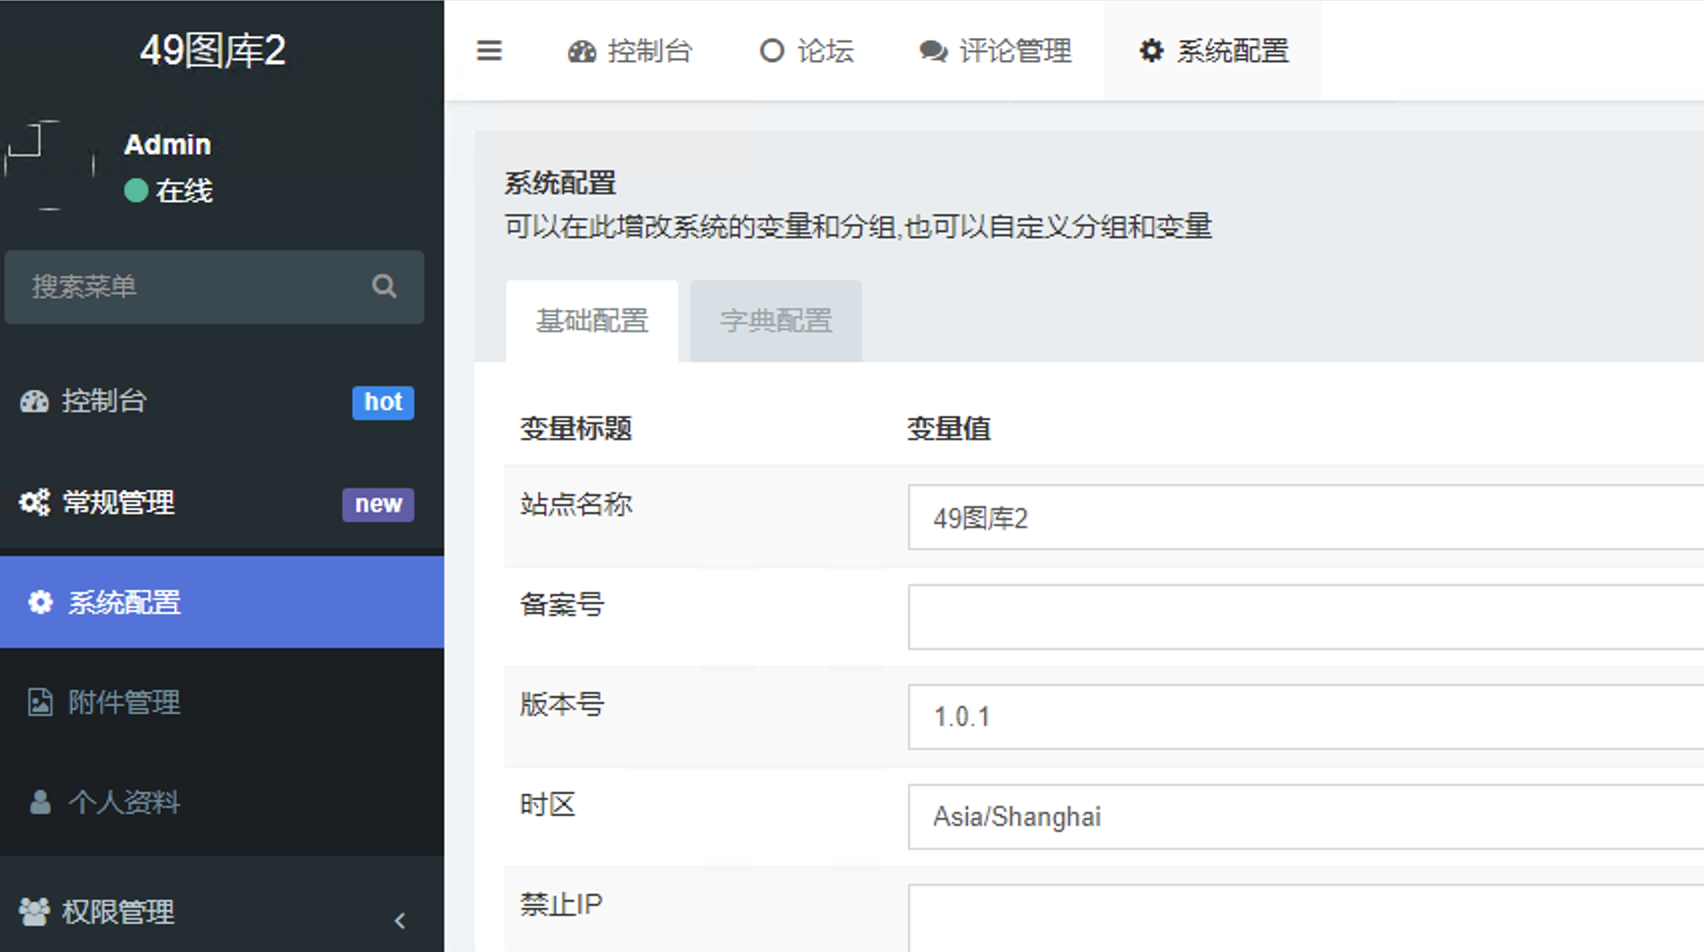 49图库2
控制台
论坛
评论管理
系统配置
Admin
在线
搜索菜单
控制台 hot
常规管理 new
系统配置
附件管理
个人资料
权限管理
系统配置
可以在此增改系统的变量和分组,也可以自定义分组和变量
基础配置 字典配置
变量标题 变量值
站点名称 49图库2
备案号
版本号 1.0.1
时区 Asia/Shanghai
禁止IP